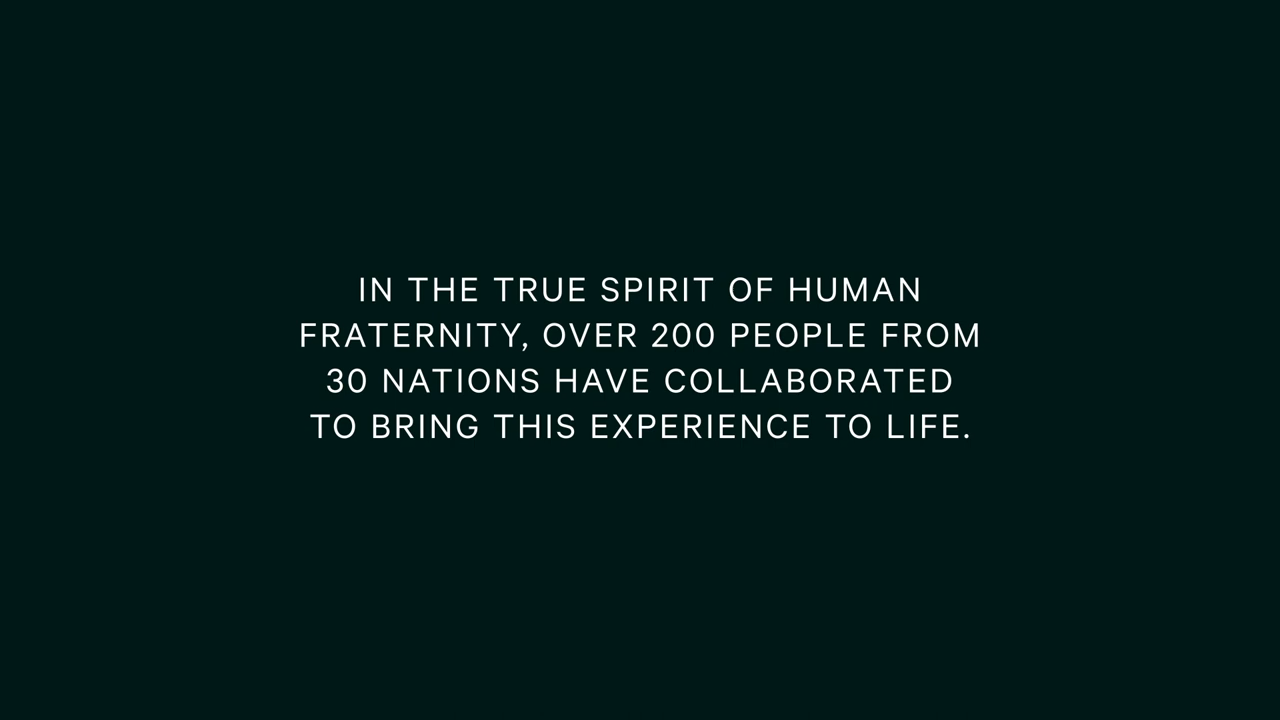 IN THE TRUE SPIRIT OF HUMAN
FRATERNITY, OVER 200 PEOPLE FROM
30 NATIONS HAVE COLLABORATED
TO BRING THIS EXPERIENCE TO LIFE.